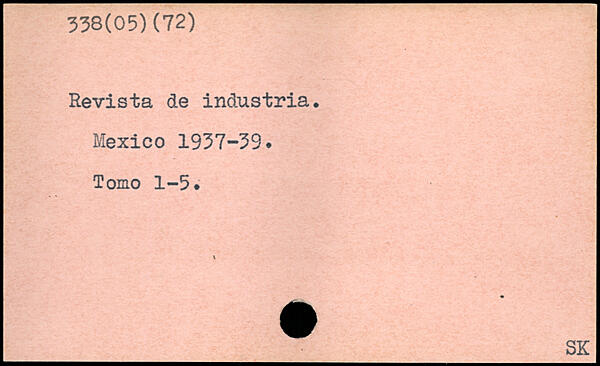 338(05)(72)
Revista de industria.
Mexico 1937-39.
Tomo 1-5.
SK